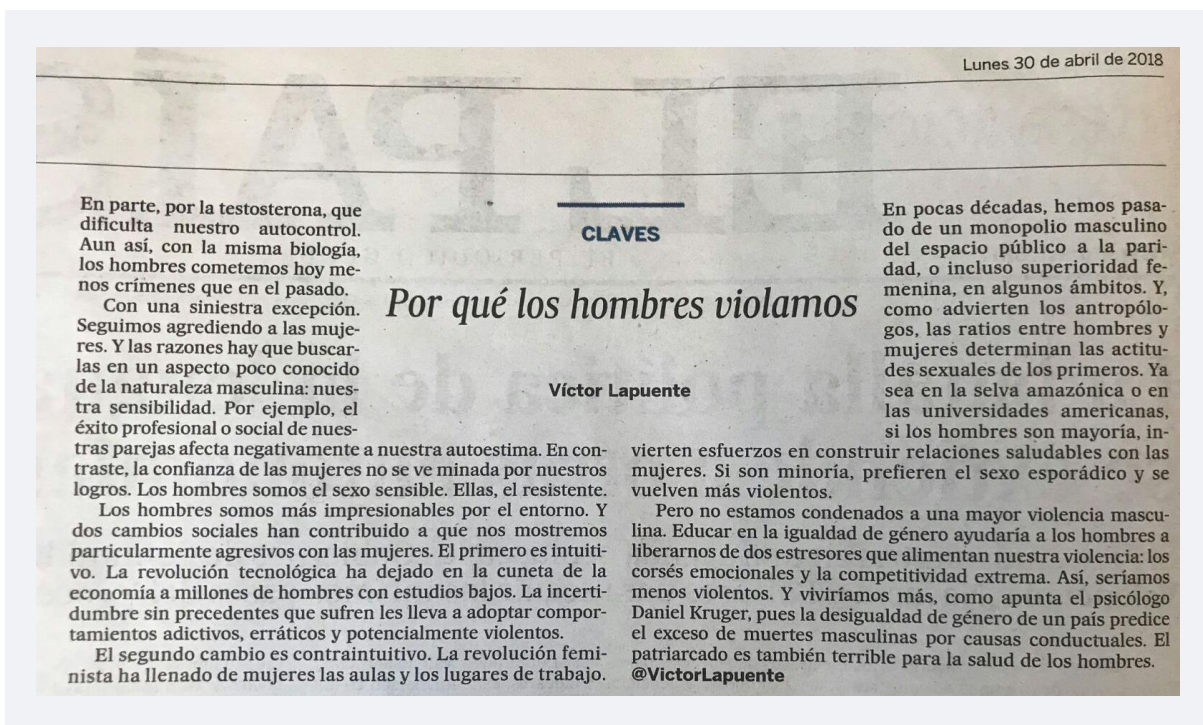 Lunes 30 de abril de 2018
CLAVES
Por qué los hombres violamos
Víctor Lapuente
En parte, por la testosterona, que
dificulta nuestro autocontrol.
Aun así, con la misma biología,
los hombres cometemos hoy me-
nos crímenes que en el pasado.
Con una siniestra excepción.
Seguimos agrediendo a las muje-
res. Y las razones hay que buscar-
las en un aspecto poco conocido
de la naturaleza masculina: nues-
tra sensibilidad. Por ejemplo, el
éxito profesional o social de nues-
tras parejas afecta negativamente a nuestra autoestima. En con-
traste, la confianza de las mujeres no se ve minada por nuestros
logros. Los hombres somos el sexo sensible. Ellas, el resistente.
Los hombres somos más impresionables por el entorno. Y
dos cambios sociales han contribuido a que nos mostremos
particularmente agresivos con las mujeres. El primero es intuiti-
vo. La revolución tecnológica ha dejado en la cuneta de la
economía a millones de hombres con estudios bajos. La incerti-
dumbre sin precedentes que sufren les lleva a adoptar compor-
tamientos adictivos, erráticos y potencialmente violentos.
El segundo cambio es contraintuitivo. La revolución femi-
nista ha llenado de mujeres las aulas y los lugares de trabajo.
En pocas décadas, hemos pasa-
do de un monopolio masculino
del espacio público a la pari-
dad, o incluso superioridad fe-
menina, en algunos ámbitos. Y,
como advierten los antropólo-
gos, las ratios entre hombres y
mujeres determinan las actitu-
des sexuales de los primeros. Ya
sea en la selva amazónica o en
las universidades americanas,
si los hombres son mayoría, in-
vierten esfuerzos en construir relaciones saludables con las
mujeres. Si son minoría, prefieren el sexo esporádico y se
vuelven más violentos.
Pero no estamos condenados a una mayor violencia mascu-
lina. Educar en la igualdad de género ayudaría a los hombres a
liberarnos de dos estresores que alimentan nuestra violencia: los
corsés emocionales y la competitividad extrema. Así, seríamos
menos violentos. Y viviríamos más, como apunta el psicólogo
Daniel Kruger, pues la desigualdad de género de un país predice
el exceso de muertes masculinas por causas conductuales. El
patriarcado es también terrible para la salud de los hombres.
@VictorLapuente